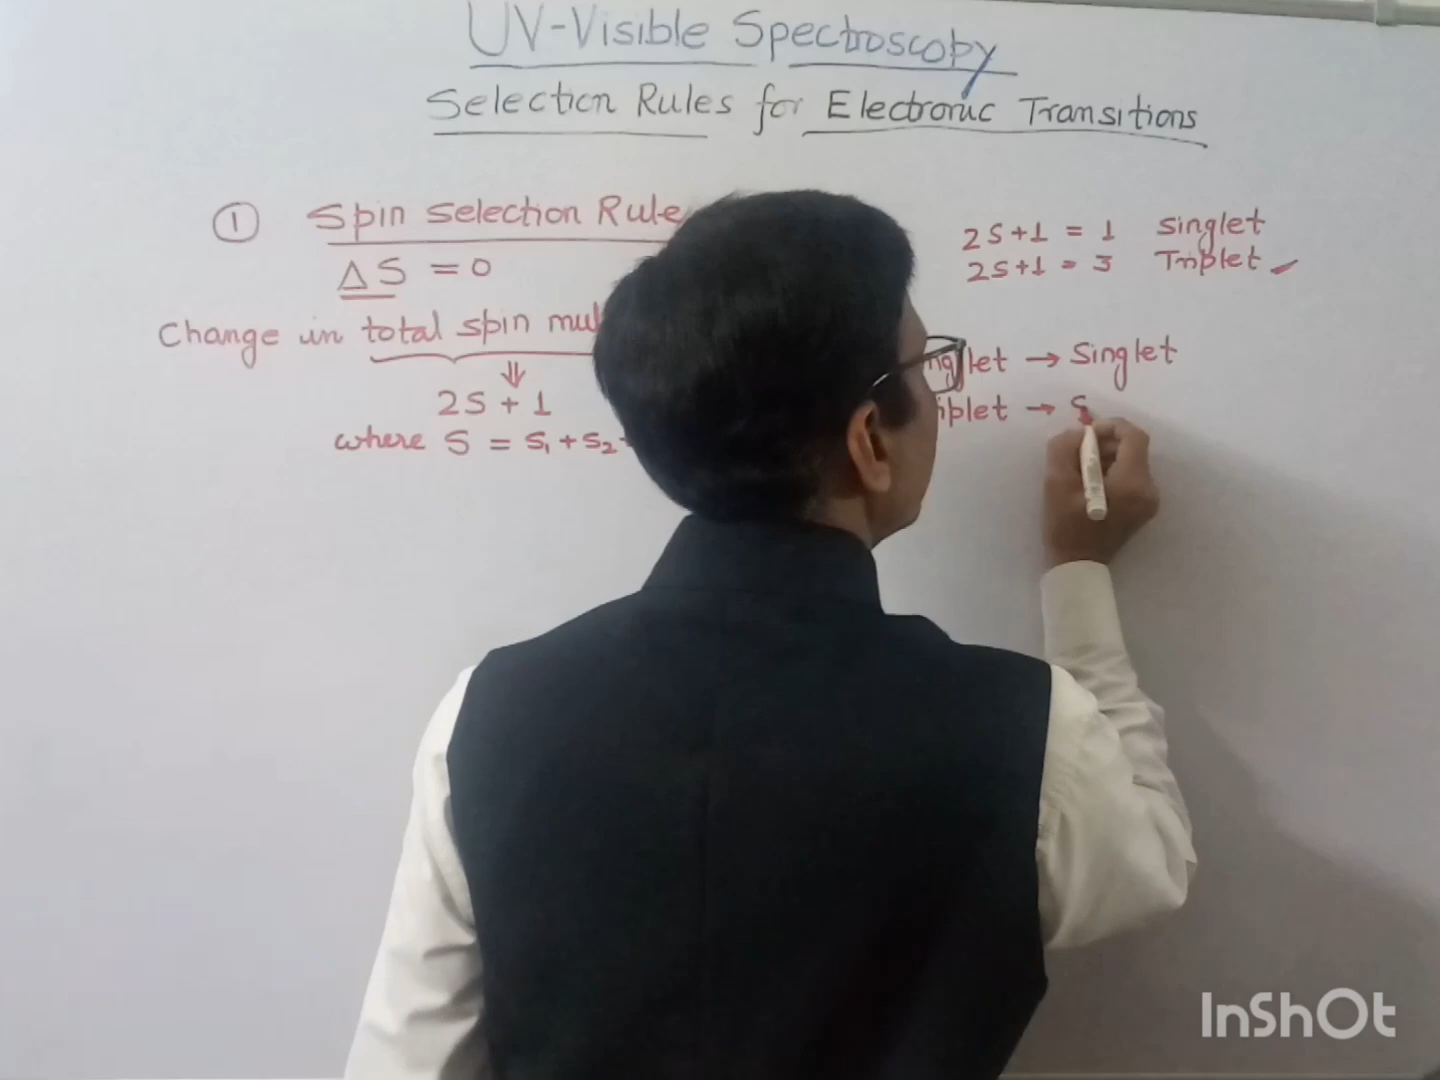 UV-Visible Spectroscopy
Selection Rules for Electronic Transitions
① Spin Selection Rule
ΔS = 0
Change in total spin mul
⇓
2S + 1
where S = s₁ + s₂ +
2S+1 = 1 Singlet
2S+1 = 3 Triplet
nglet → Singlet
iplet → S
InShOt